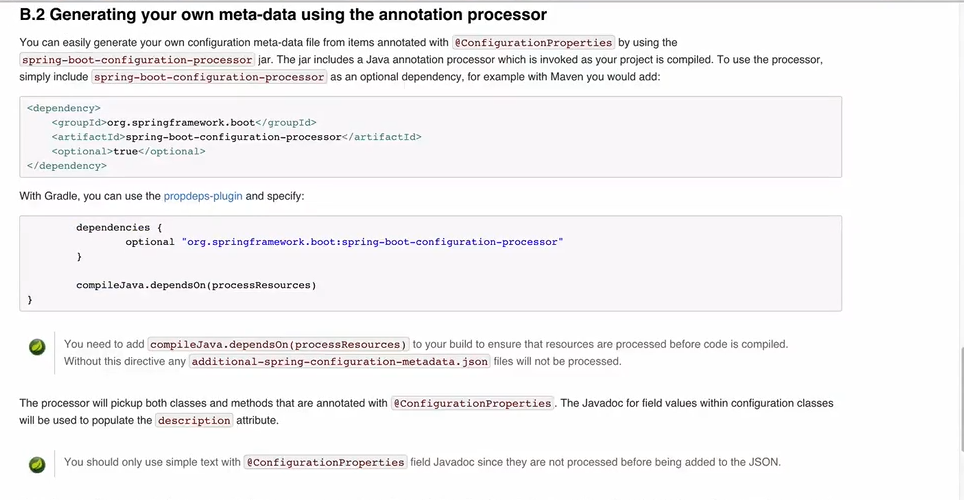 B.2 Generating your own meta-data using the annotation processor
You can easily generate your own configuration meta-data file from items annotated with @ConfigurationProperties by using the
spring-boot-configuration-processor jar. The jar includes a Java annotation processor which is invoked as your project is compiled. To use the processor,
simply include spring-boot-configuration-processor as an optional dependency, for example with Maven you would add:
<dependency>
    <groupId>org.springframework.boot</groupId>
    <artifactId>spring-boot-configuration-processor</artifactId>
    <optional>true</optional>
</dependency>
With Gradle, you can use the propdeps-plugin and specify:
        dependencies {
                optional "org.springframework.boot:spring-boot-configuration-processor"
        }
        compileJava.dependsOn(processResources)
}
You need to add compileJava.dependsOn(processResources) to your build to ensure that resources are processed before code is compiled.
Without this directive any additional-spring-configuration-metadata.json files will not be processed.
The processor will pickup both classes and methods that are annotated with @ConfigurationProperties. The Javadoc for field values within configuration classes
will be used to populate the description attribute.
You should only use simple text with @ConfigurationProperties field Javadoc since they are not processed before being added to the JSON.